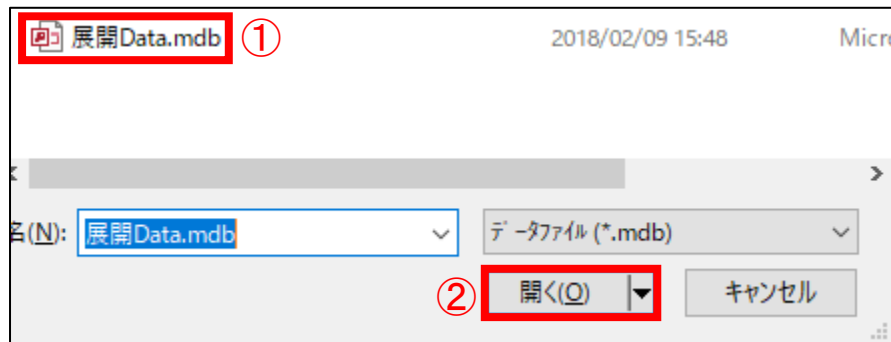 展開Data.mdb ① 2018/02/09 15:48 Micro
名(N): 展開Data.mdb ﾃﾞｰﾀﾌｧｲﾙ (*.mdb)
② 開く(O) キャンセル